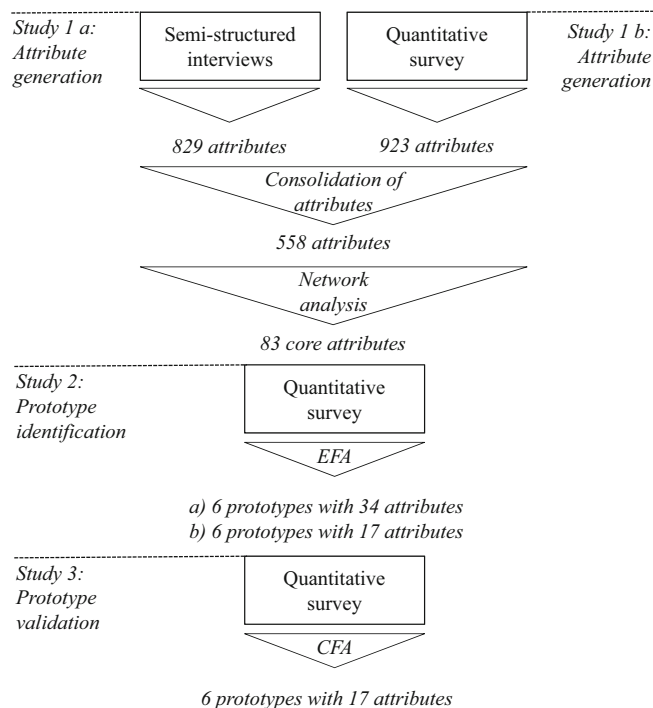 Study 1 a:
Attribute
generation
Semi-structured
interviews
Quantitative
survey
Study 1 b:
Attribute
generation
829 attributes
923 attributes
Consolidation of
attributes
558 attributes
Network
analysis
83 core attributes
Study 2:
Prototype
identification
Quantitative
survey
EFA
a) 6 prototypes with 34 attributes
b) 6 prototypes with 17 attributes
Study 3:
Prototype
validation
Quantitative
survey
CFA
6 prototypes with 17 attributes